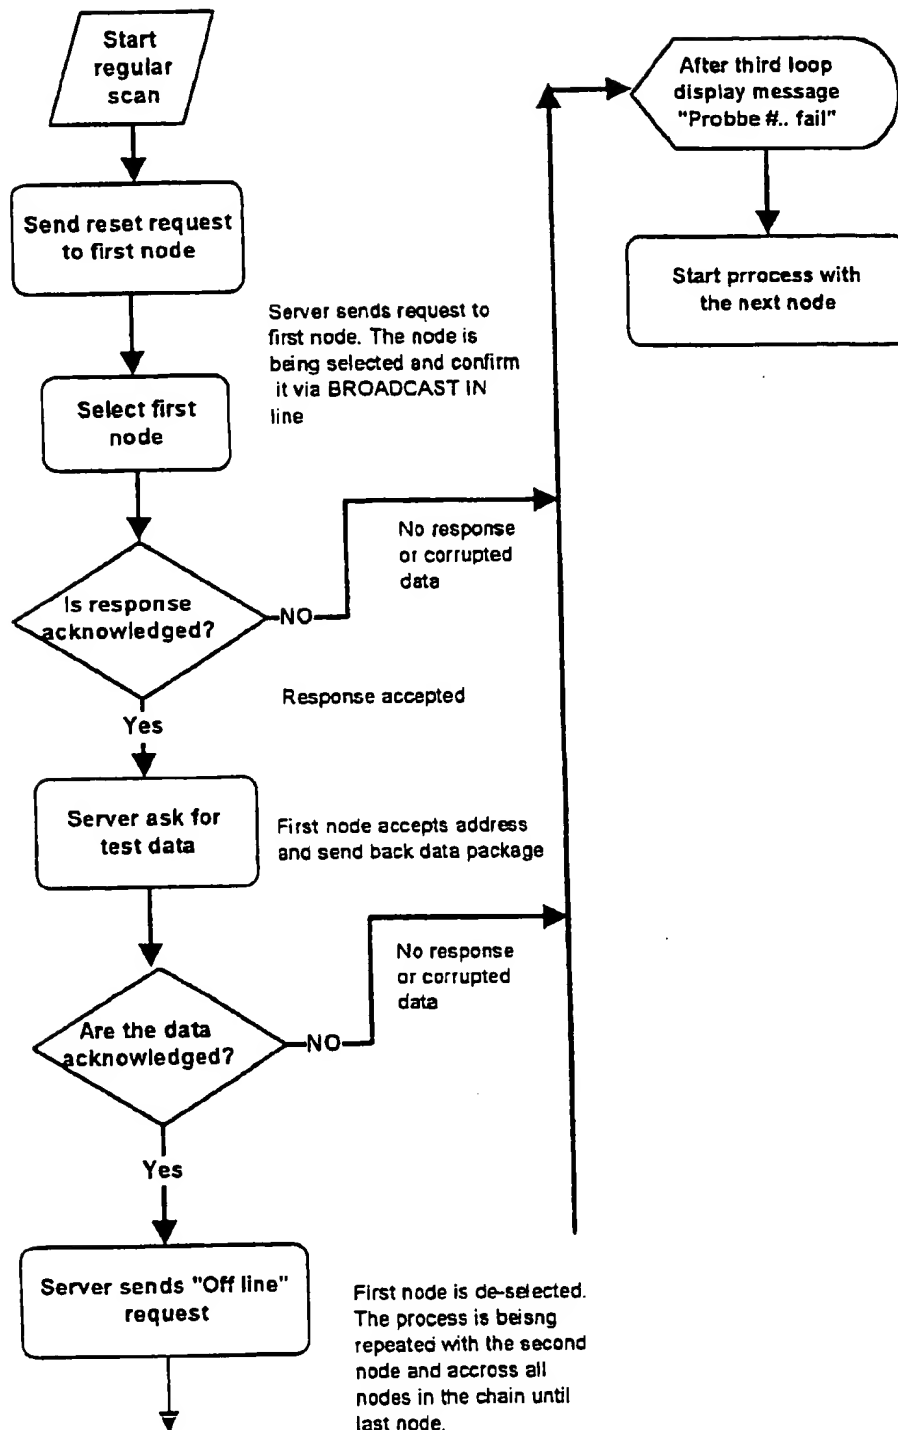 Start
regular
scan
After third loop
display message
"Probbe #.. fail"
Send reset request
to first node
Start prrocess with
the next node
Server sends request to
first node. The node is
being selected and confirm
it via BROADCAST IN
line
Select first
node
No response
or corrupted
data
Is response
acknowledged?
NO
Response accepted
Yes
Server ask for
test data
First node accepts address
and send back data package
No response
or corrupted
data
Are the data
acknowledged?
NO
Yes
Server sends "Off line"
request
First node is de-selected.
The process is beisng
repeated with the second
node and accross all
nodes in the chain until
last node.